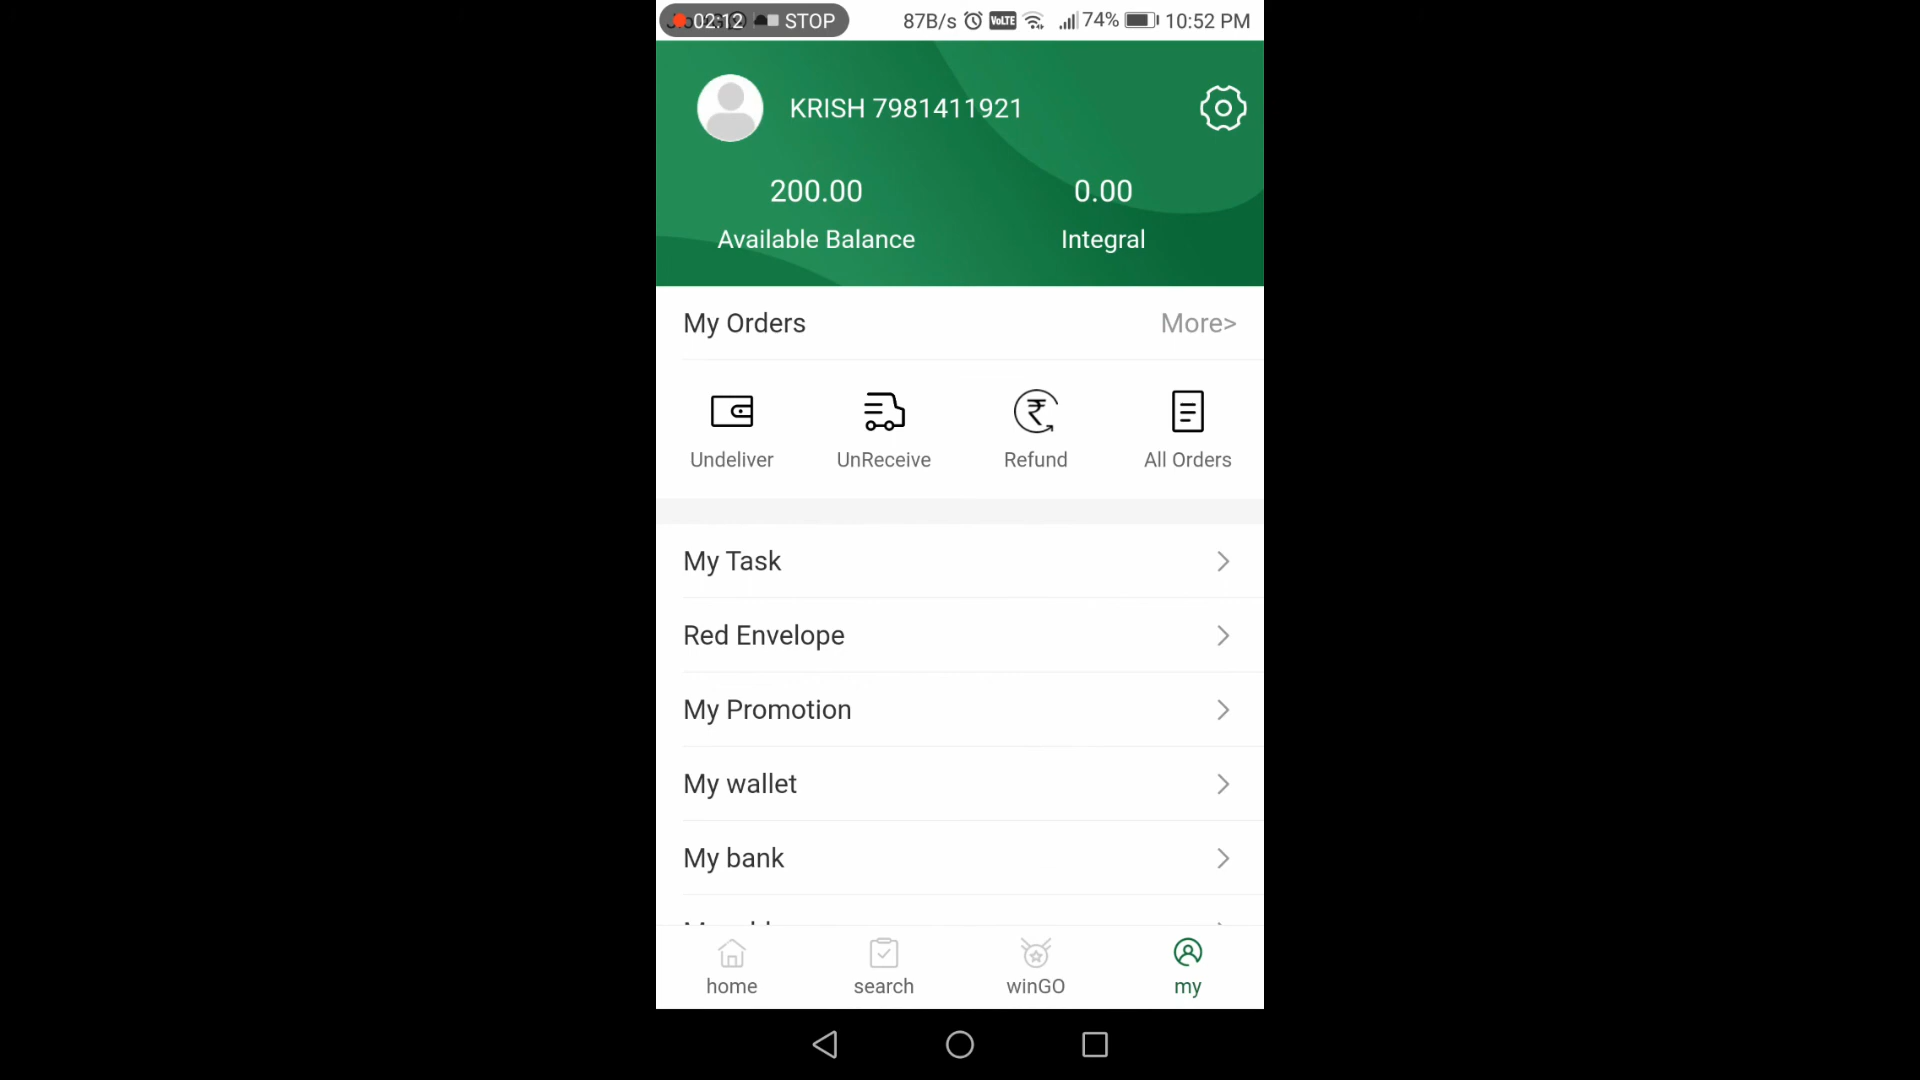 02:12 STOP 87B/s VoLTE 74% 10:52 PM
KRISH 7981411921
200.00 0.00
Available Balance Integral
My Orders More>
Undeliver UnReceive Refund All Orders
My Task
Red Envelope
My Promotion
My wallet
My bank
home search winGO my